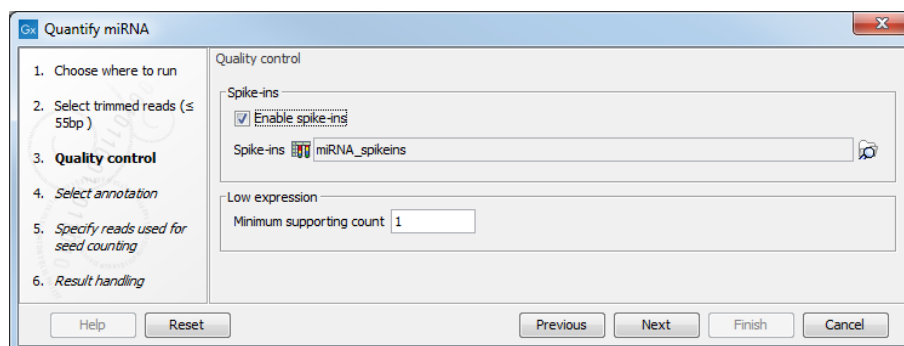 Gx Quantify miRNA
1. Choose where to run
2. Select trimmed reads (≤
55bp )
3. Quality control
4. Select annotation
5. Specify reads used for
seed counting
6. Result handling
Quality control
Spike-ins
Enable spike-ins
Spike-ins miRNA_spikeins
Low expression
Minimum supporting count 1
Help Reset Previous Next Finish Cancel